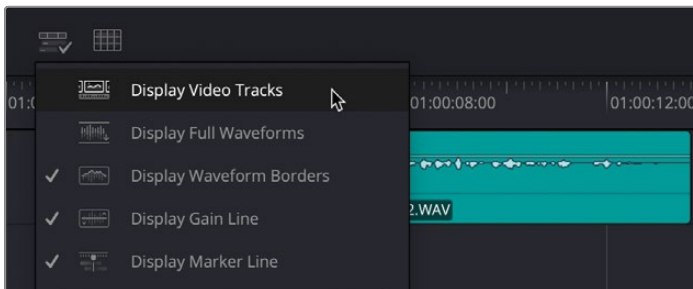 Display Video Tracks
01:0
01:00:08:00
01:00:12:00
Display Full Waveforms
Display Waveform Borders
Display Gain Line
2.WAV
Display Marker Line